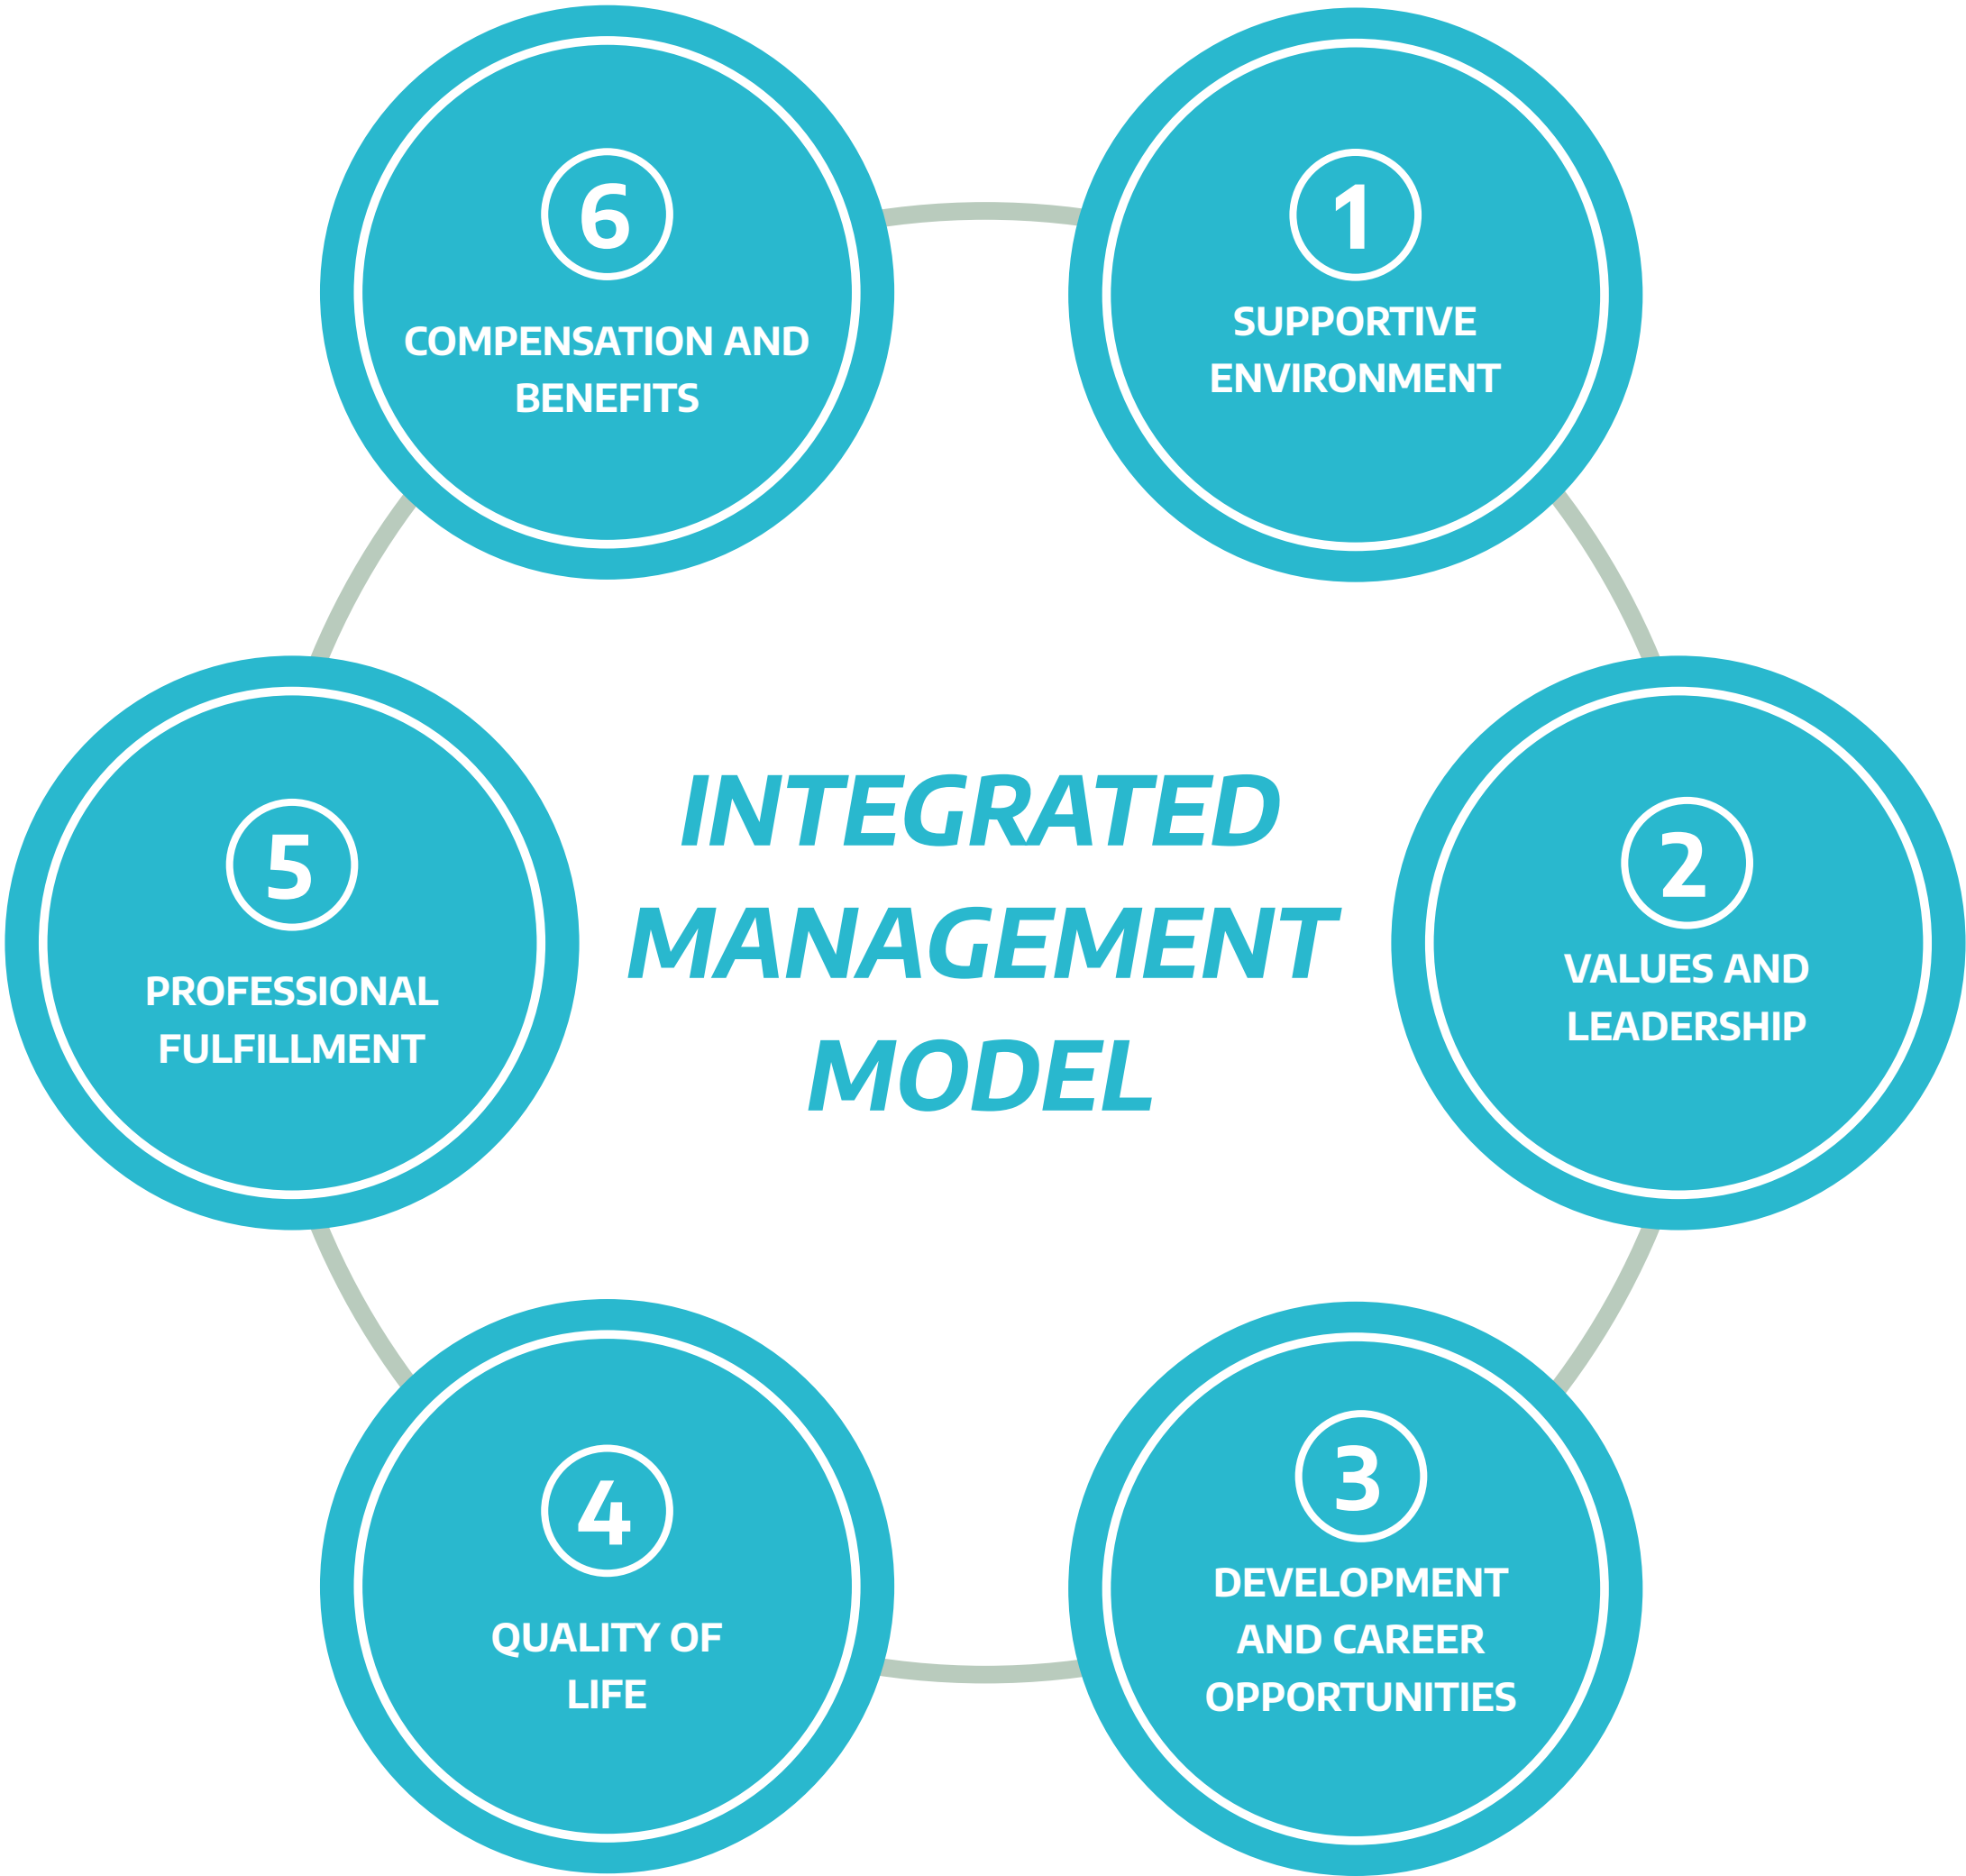 6
COMPENSATION AND
BENEFITS
1
SUPPORTIVE
ENVIRONMENT
5
PROFESSIONAL
FULFILLMENT
INTEGRATED
MANAGEMENT
MODEL
2
VALUES AND
LEADERSHIP
4
QUALITY OF
LIFE
3
DEVELOPMENT
AND CAREER
OPPORTUNITIES